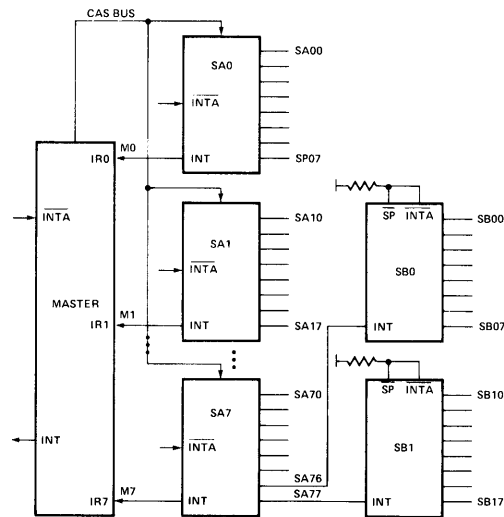 CAS BUS
SA0
SA00
INTA
IR0
M0
INT
SP07
INTA
MASTER
SA1
SA10
INTA
IR1
M1
INT
SA17
SP
INTA
SB00
SB0
INT
SB07
SA7
SA70
INTA
INT
IR7
M7
INT
SA76
SA77
SP
INTA
SB10
SB1
INT
SB17